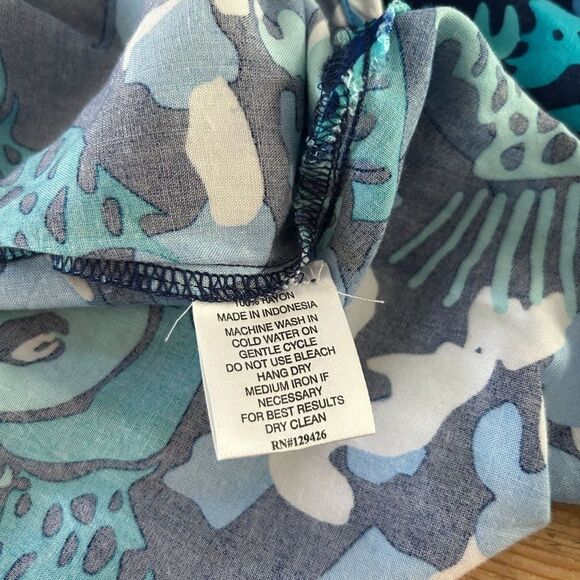 100% RAYON
MADE IN INDONESIA
MACHINE WASH IN
COLD WATER ON
GENTLE CYCLE
DO NOT USE BLEACH
HANG DRY
MEDIUM IRON IF
NECESSARY
FOR BEST RESULTS
DRY CLEAN
RN#129426